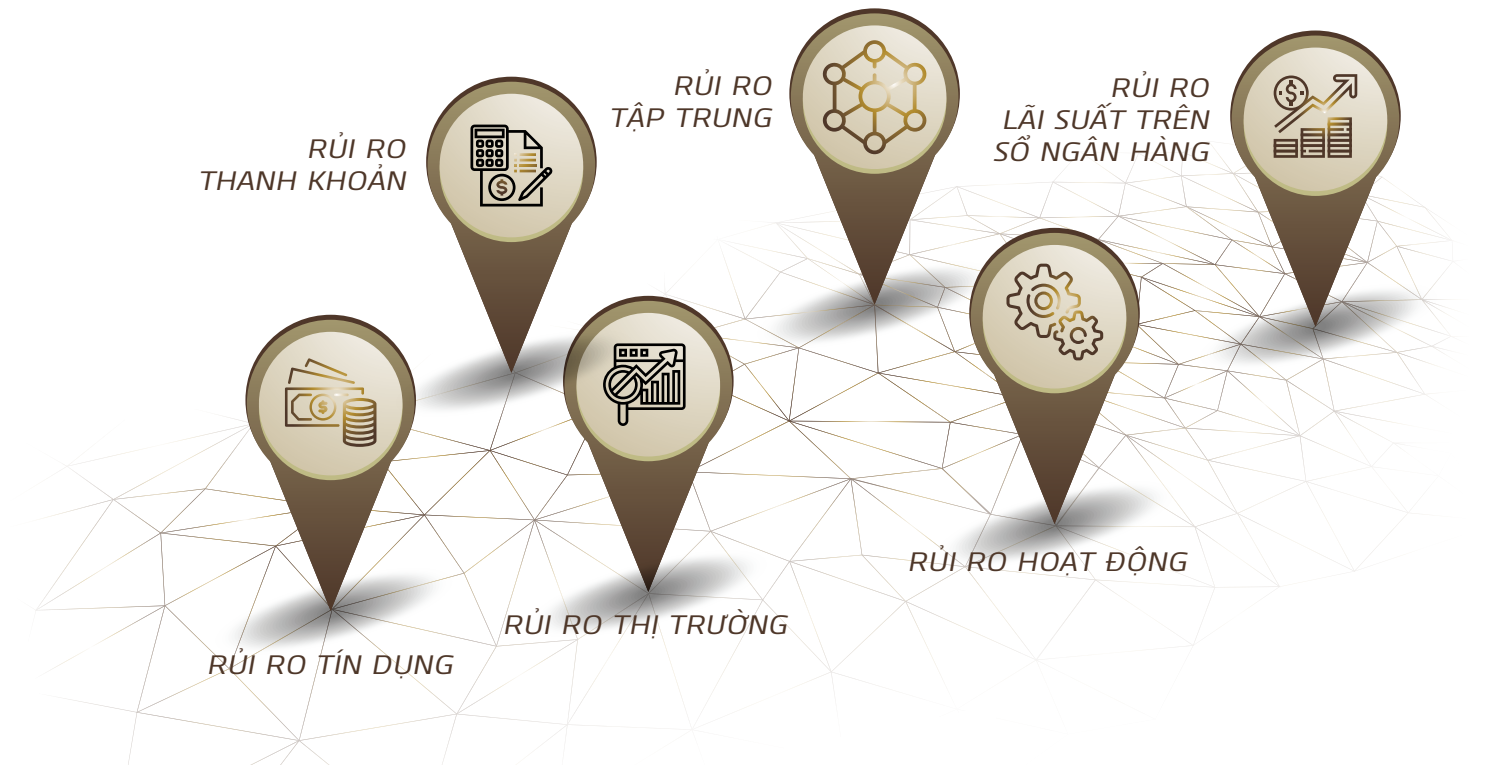 RỦI RO
THANH KHOẢN
RỦI RO
TẬP TRUNG
RỦI RO
LÃI SUẤT TRÊN
SỔ NGÂN HÀNG
RỦI RO TÍN DỤNG
RỦI RO THỊ TRƯỜNG
RỦI RO HOẠT ĐỘNG